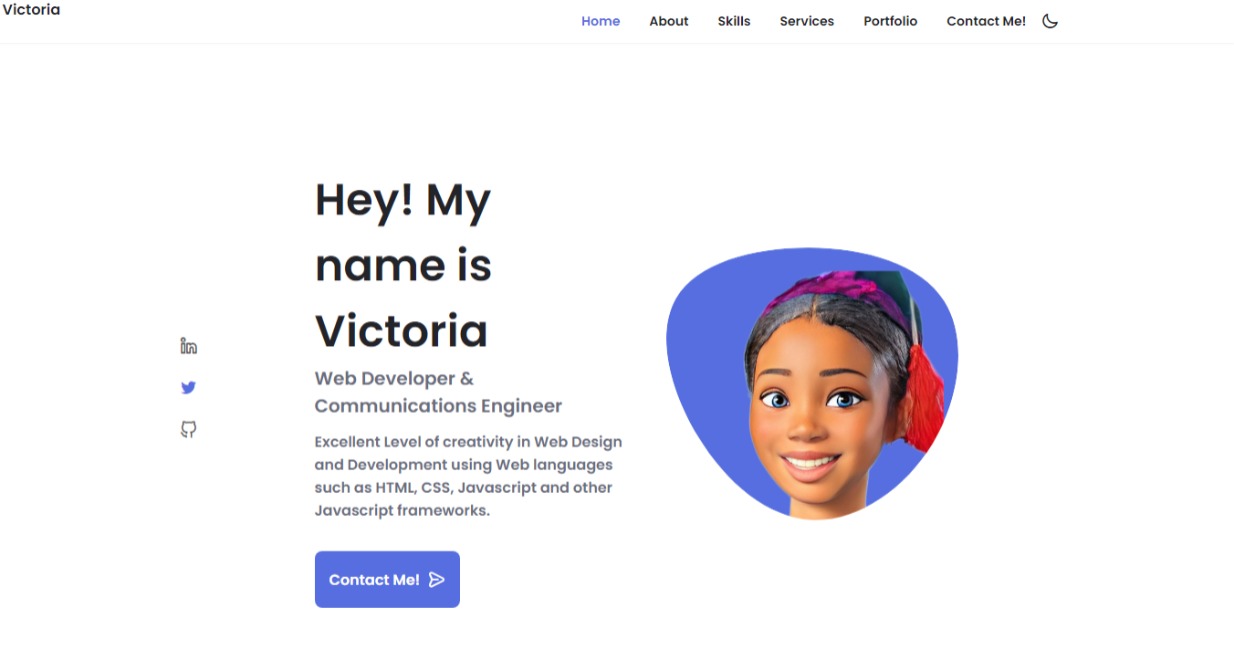 Victoria
Home About Skills Services Portfolio Contact Me!
Hey! My
name is
Victoria
Web Developer &
Communications Engineer
Excellent Level of creativity in Web Design
and Development using Web languages
such as HTML, CSS, Javascript and other
Javascript frameworks.
Contact Me!